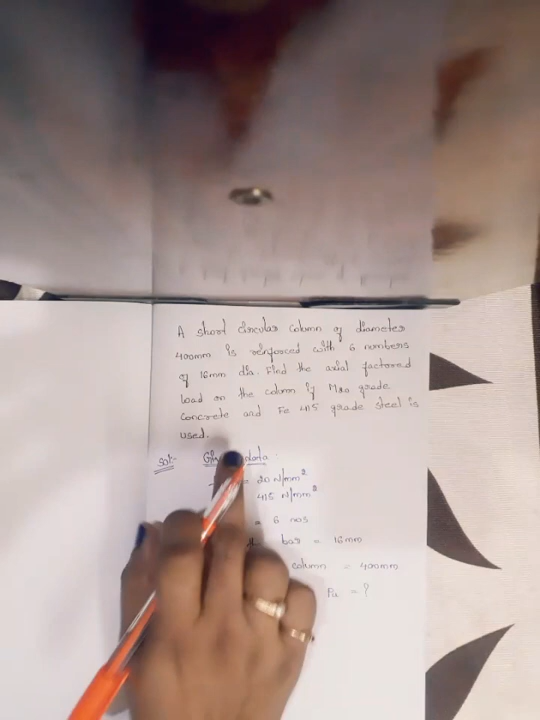 A short circular column of diameter
400mm is reinforced with 6 numbers
of 16mm dia. Find the axial factored
load on the column if M20 grade
concrete and Fe 415 grade steel is
used.
Sol:- data:
= 20 N/mm²
415 N/mm²
= 6 nos
bar = 16mm
column = 400mm
Pu = ?